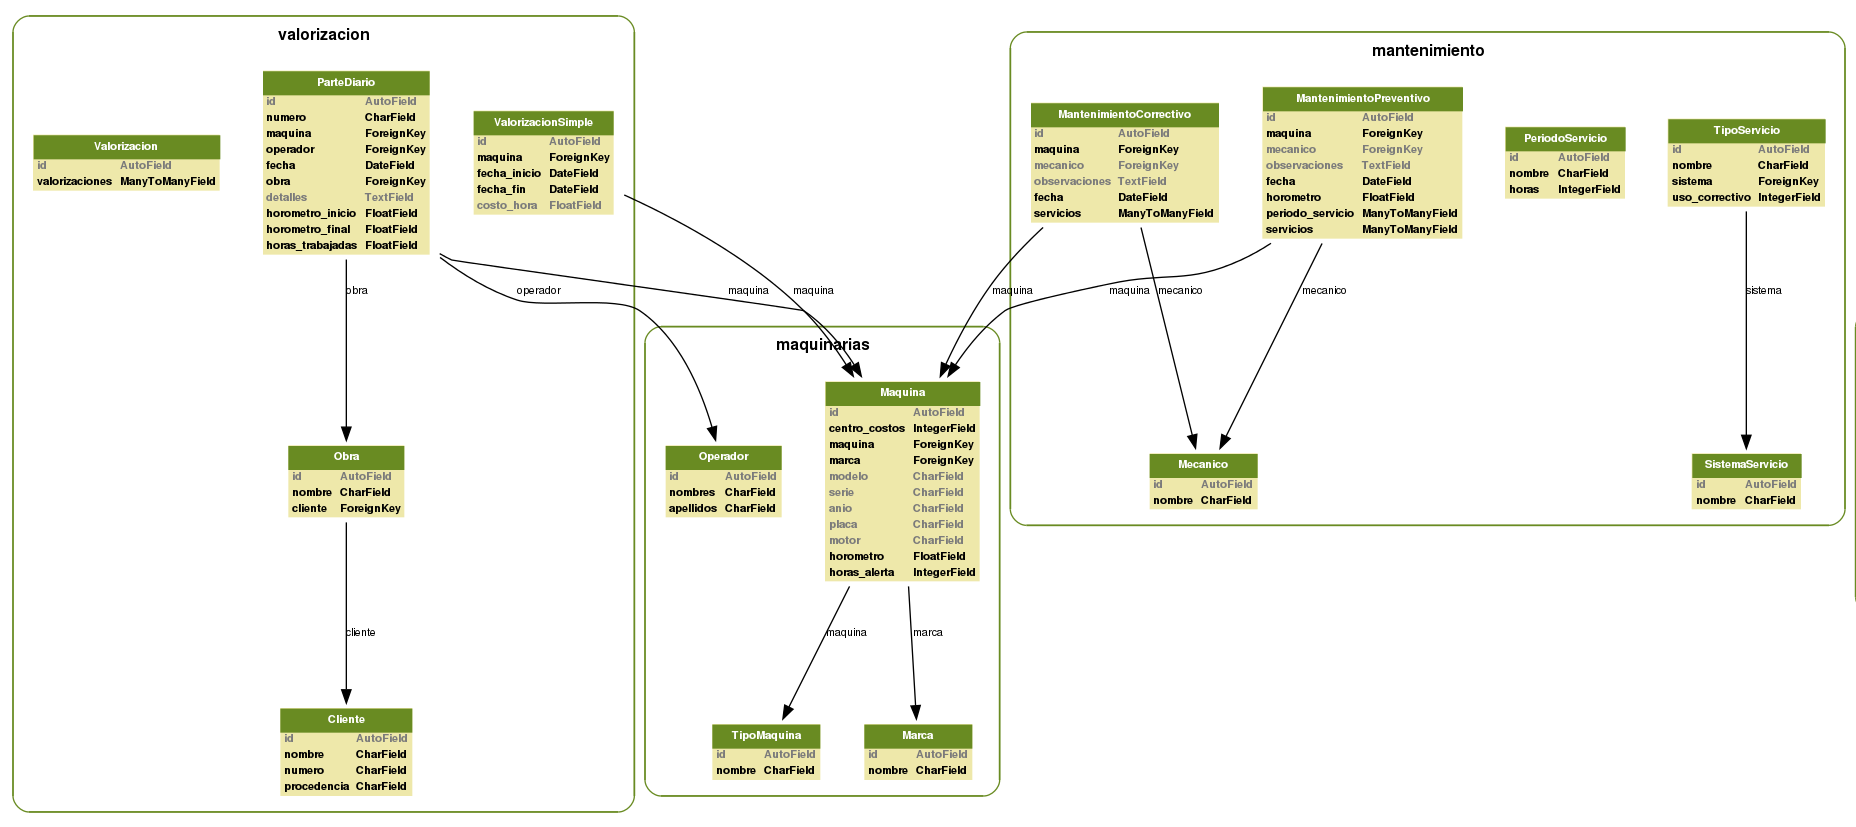 valorizacion
Valorizacion
id AutoField
valorizaciones ManyToManyField
ParteDiario
id AutoField
numero CharField
maquina ForeignKey
operador ForeignKey
fecha DateField
obra ForeignKey
detalles TextField
horometro_inicio FloatField
horometro_final FloatField
horas_trabajadas FloatField
ValorizacionSimple
id AutoField
maquina ForeignKey
fecha_inicio DateField
fecha_fin DateField
costo_hora FloatField
obra
operador
maquina
maquina
Obra
id AutoField
nombre CharField
cliente ForeignKey
cliente
Cliente
id AutoField
nombre CharField
numero CharField
procedencia CharField
maquinarias
Operador
id AutoField
nombres CharField
apellidos CharField
Maquina
id AutoField
centro_costos IntegerField
maquina ForeignKey
marca ForeignKey
modelo CharField
serie CharField
anio CharField
placa CharField
motor CharField
horometro FloatField
horas_alerta IntegerField
maquina
marca
TipoMaquina
id AutoField
nombre CharField
Marca
id AutoField
nombre CharField
mantenimiento
MantenimientoCorrectivo
id AutoField
maquina ForeignKey
mecanico ForeignKey
observaciones TextField
fecha DateField
servicios ManyToManyField
MantenimientoPreventivo
id AutoField
maquina ForeignKey
mecanico ForeignKey
observaciones TextField
fecha DateField
horometro FloatField
periodo_servicio ManyToManyField
servicios ManyToManyField
PeriodoServicio
id AutoField
nombre CharField
horas IntegerField
TipoServicio
id AutoField
nombre CharField
sistema ForeignKey
uso_correctivo IntegerField
maquina
maquina
mecanico
mecanico
sistema
Mecanico
id AutoField
nombre CharField
SistemaServicio
id AutoField
nombre CharField